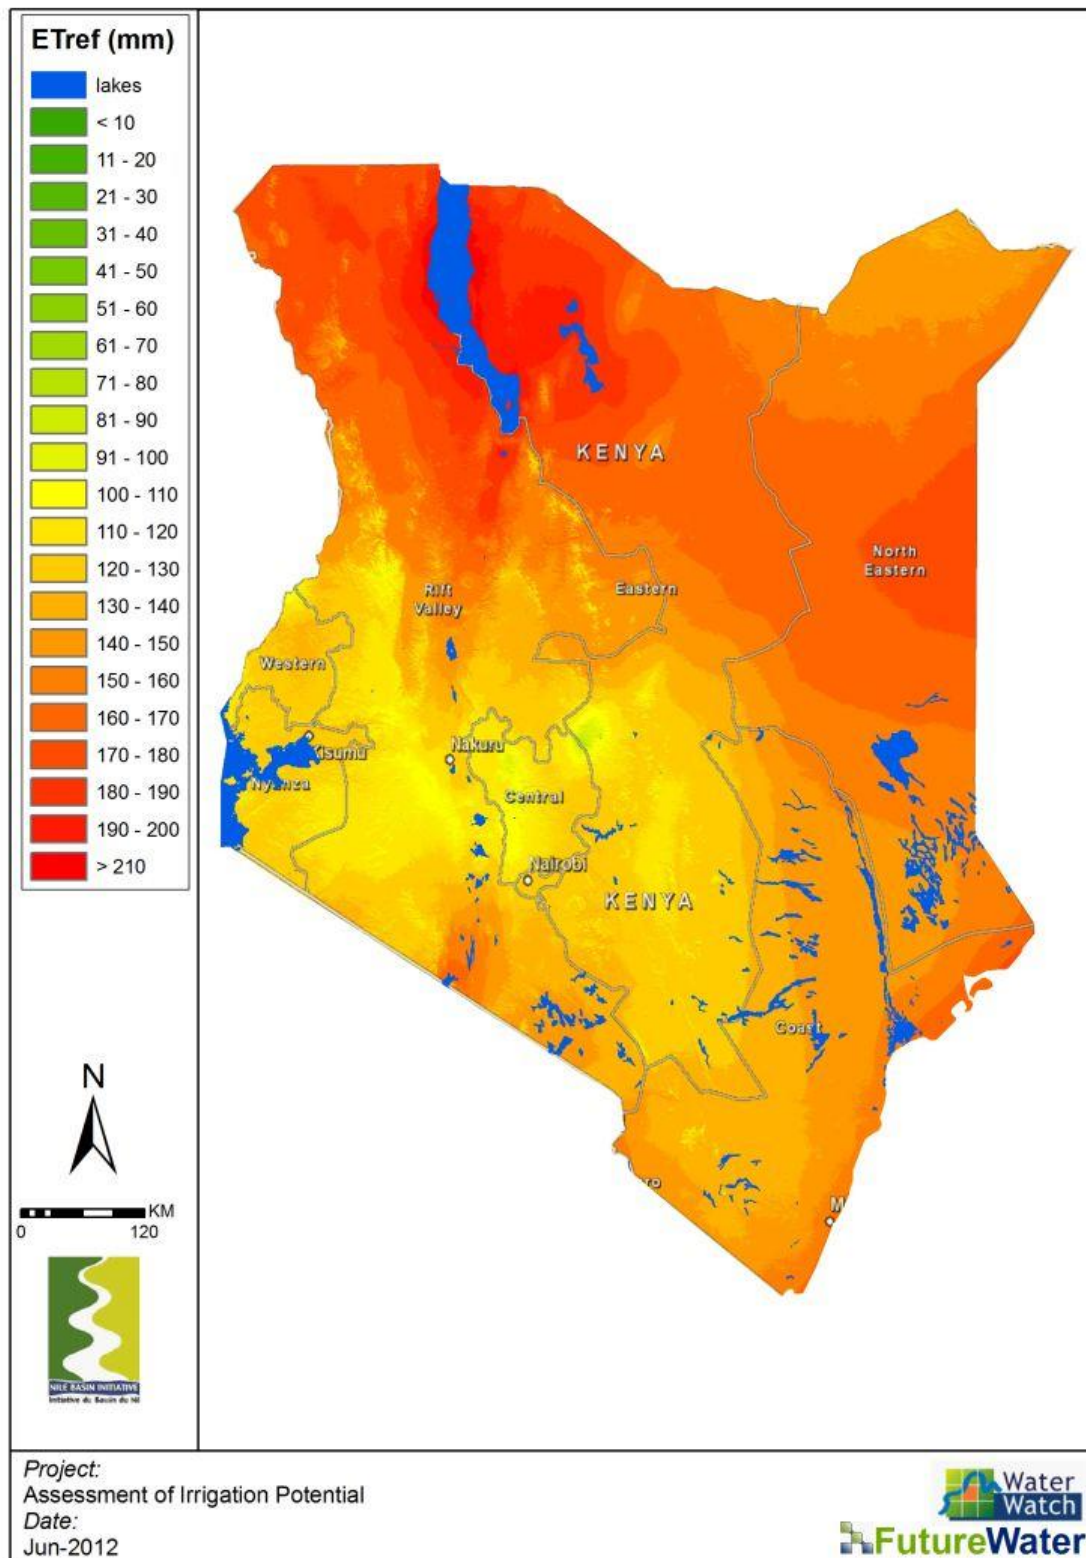 ETref (mm)
lakes
< 10
11 - 20
21 - 30
31 - 40
41 - 50
51 - 60
61 - 70
71 - 80
81 - 90
91 - 100
100 - 110
110 - 120
120 - 130
130 - 140
140 - 150
150 - 160
160 - 170
170 - 180
180 - 190
190 - 200
> 210
KENYA
North
Eastern
Rift
Valley
Eastern
Western
Kisumu
Nakuru
Nyanza
Central
Nairobi
KENYA
Coast
ro
M
N
KM
0 120
NILE BASIN INITIATIVE
Initiative du Bassin du Nil
Project:
Assessment of Irrigation Potential
Date:
Jun-2012
Water
Watch
FutureWater